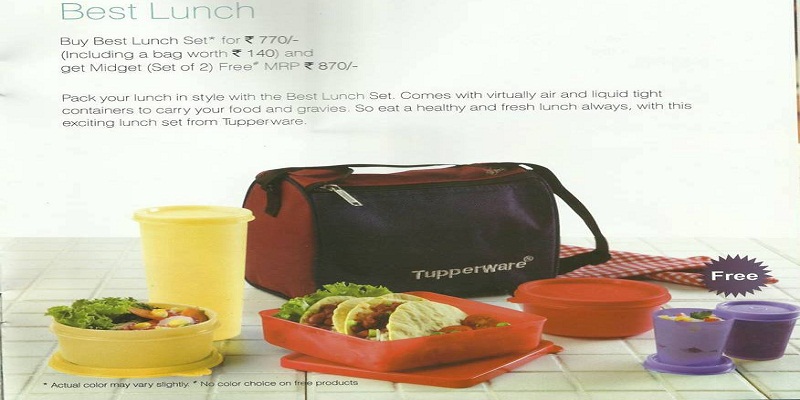 Best Lunch
Buy Best Lunch Set* for ₹ 770/-
(Including a bag worth ₹ 140) and
get Midget (Set of 2) Free# MRP ₹ 870/-
Pack your lunch in style with the Best Lunch Set. Comes with virtually air and liquid tight
containers to carry your food and gravies. So eat a healthy and fresh lunch always, with this
exciting lunch set from Tupperware.
Tupperware®
Free
* Actual color may vary slightly. # No color choice on free products